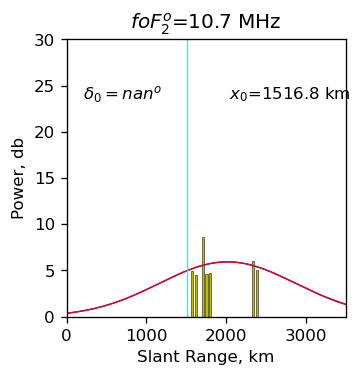 foF₂ᵒ=10.7 MHz
30
25
δ₀ = nanᵒ
x₀=1516.8 km
20
15
10
5
0
Power, db
0 1000 2000 3000
Slant Range, km